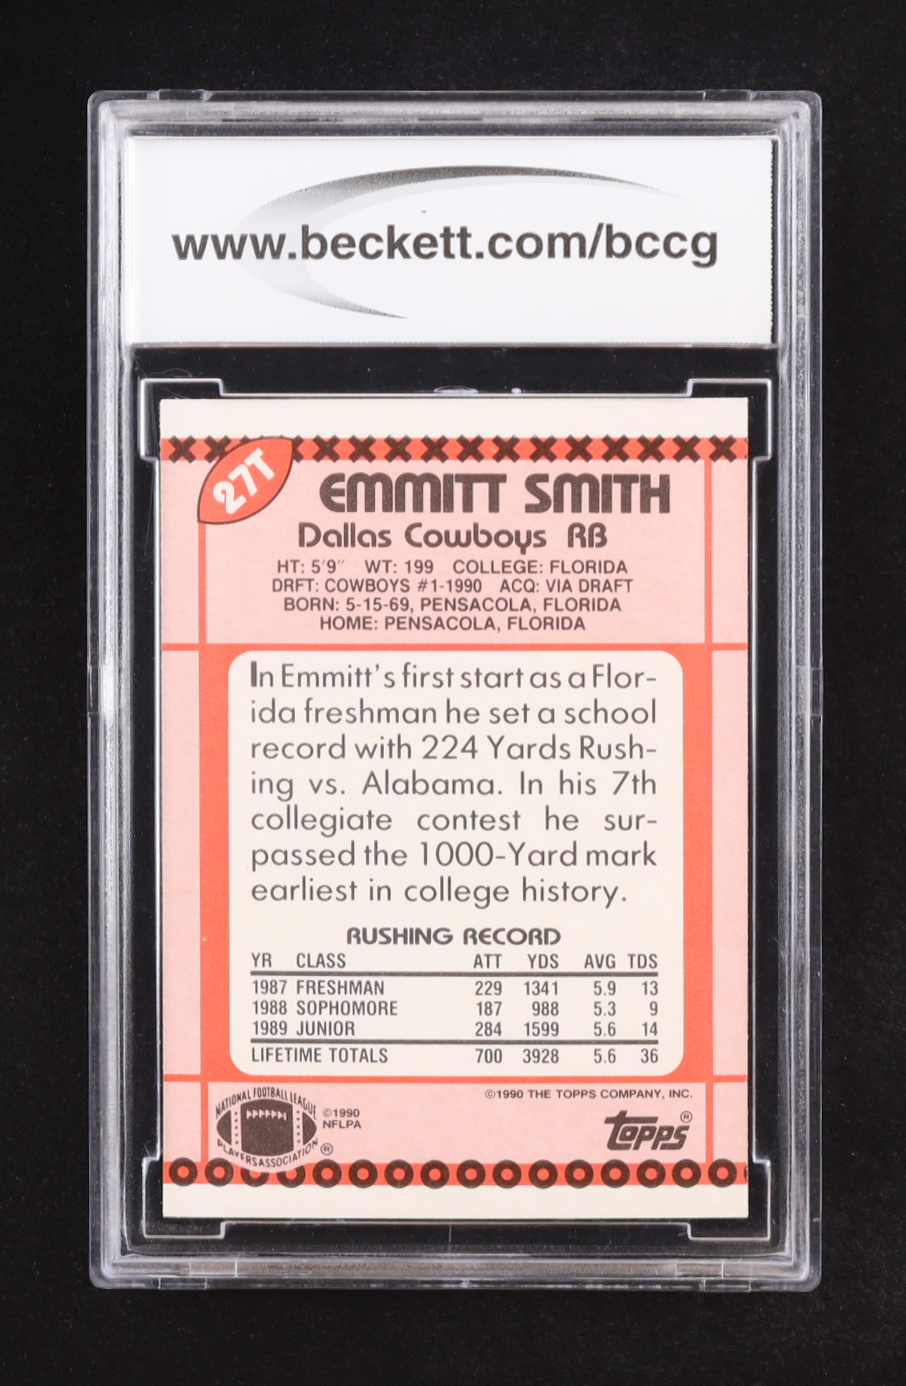 www.beckett.com/bccg
27T
EMMITT SMITH
Dallas Cowboys RB
HT: 5'9" WT: 199 COLLEGE: FLORIDA
DRFT: COWBOYS #1-1990 ACQ: VIA DRAFT
BORN: 5-15-69, PENSACOLA, FLORIDA
HOME: PENSACOLA, FLORIDA
In Emmitt's first start as a Flor-
ida freshman he set a school
record with 224 Yards Rush-
ing vs. Alabama. In his 7th
collegiate contest he sur-
passed the 1000-Yard mark
earliest in college history.
RUSHING RECORD
YR CLASS ATT YDS AVG TDS
1987 FRESHMAN 229 1341 5.9 13
1988 SOPHOMORE 187 988 5.3 9
1989 JUNIOR 284 1599 5.6 14
LIFETIME TOTALS 700 3928 5.6 36
©1990 THE TOPPS COMPANY, INC.
NATIONAL FOOTBALL LEAGUE
PLAYERS ASSOCIATION ®
©1990
NFLPA
Topps ®